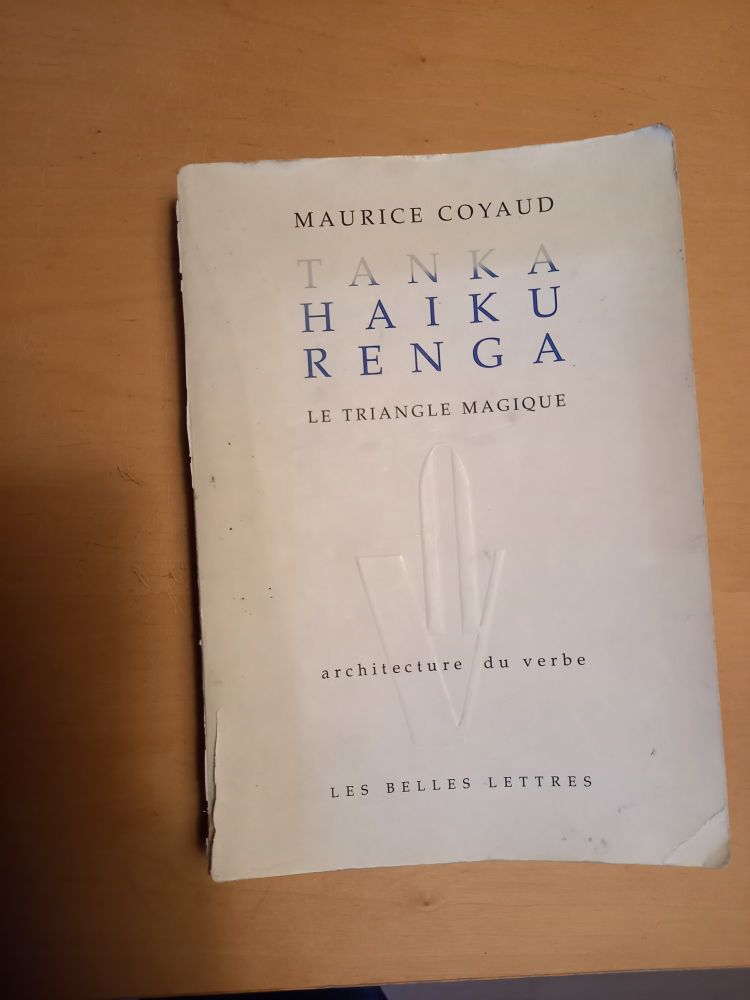 MAURICE COYAUD
TANKA
HAIKU
RENGA
LE TRIANGLE MAGIQUE
architecture du verbe
LES BELLES LETTRES